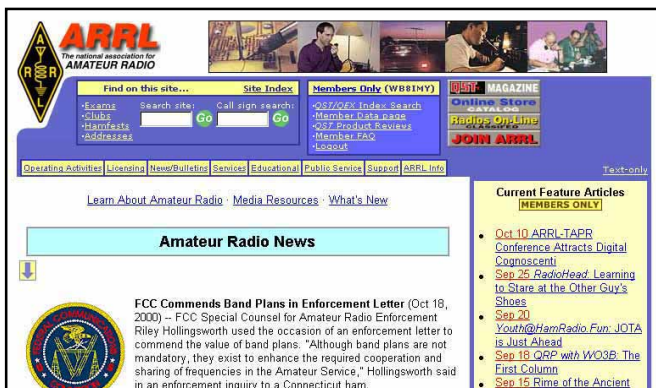 ARRL
The national association for
AMATEUR RADIO
Find on this site...
Site Index
Exams
Clubs
Hamfests
Addresses
Search site:
Go
Call sign search:
Go
Members Only (WB8IMY)
QST/QEX Index Search
Member Data page
QST Product Reviews
Member FAQ
Logout
QST MAGAZINE
Online Store
CATALOG
Radios On-Line
CLASSIFIED
JOIN ARRL
Operating Activities
Licensing
News/Bulletins
Services
Educational
Public Service
Support
ARRL Info
Text-only
Learn About Amateur Radio · Media Resources · What's New
Amateur Radio News
FCC Commends Band Plans in Enforcement Letter (Oct 18,
2000) -- FCC Special Counsel for Amateur Radio Enforcement
Riley Hollingsworth used the occasion of an enforcement letter to
commend the value of band plans. "Although band plans are not
mandatory, they exist to enhance the required cooperation and
sharing of frequencies in the Amateur Service," Hollingsworth said
in an enforcement inquiry to a Connecticut ham.
Current Feature Articles
MEMBERS ONLY
Oct 10 ARRL-TAPR
Conference Attracts Digital
Cognoscenti
Sep 25 RadioHead: Learning
to Stare at the Other Guy's
Shoes
Sep 20
Youth@HamRadio.Fun: JOTA
is Just Ahead
Sep 18 QRP with WO3B: The
First Column
Sep 15 Rime of the Ancient